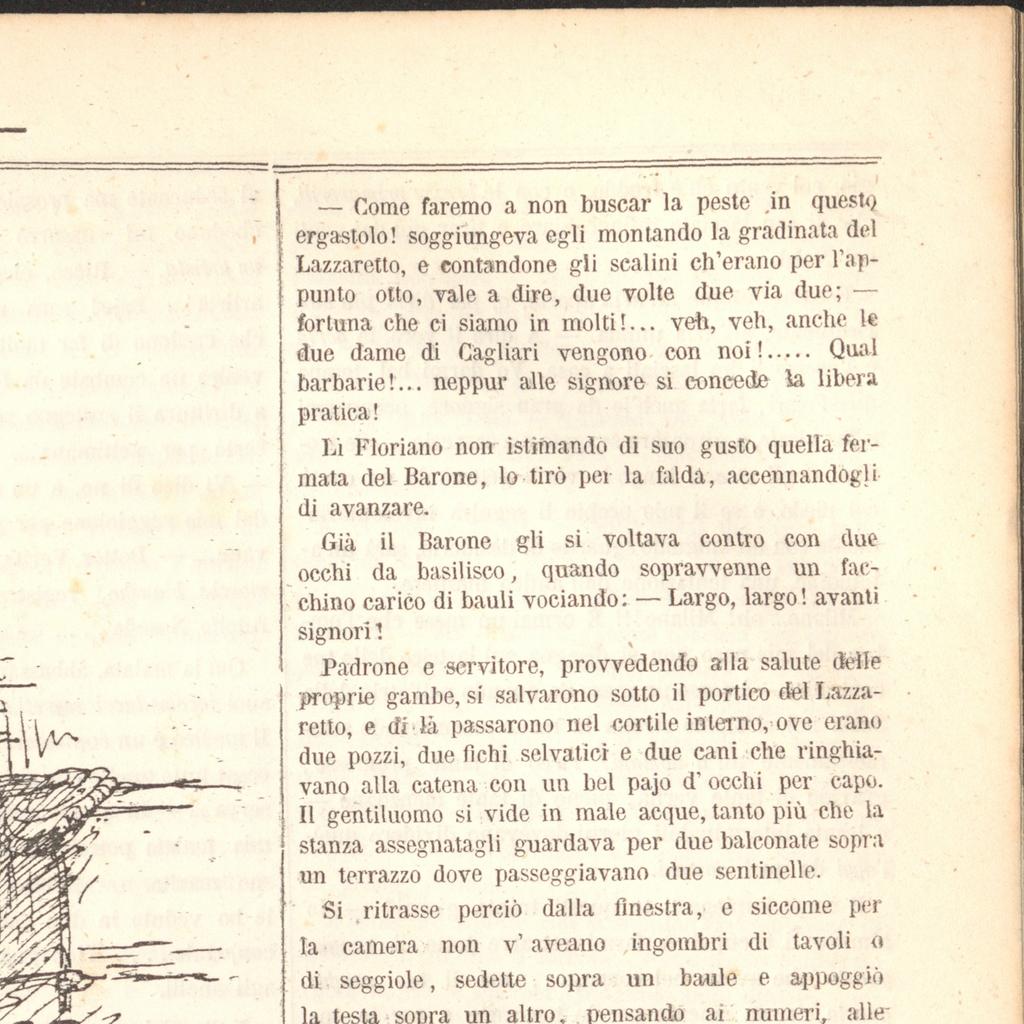 — Come faremo a non buscar la peste in questo
ergastolo! soggiungeva egli montando la gradinata del
Lazzaretto, e contandone gli scalini ch'erano per l'ap-
punto otto, vale a dire, due volte due via due; —
fortuna che ci siamo in molti!... veh, veh, anche le
due dame di Cagliari vengono con noi!..... Qual
barbarie!... neppur alle signore si concede la libera
pratica!
Lì Floriano non istimando di suo gusto quella fer-
mata del Barone, lo tirò per la falda, accennandogli
di avanzare.
Già il Barone gli si voltava contro con due
occhi da basilisco, quando sopravvenne un fac-
chino carico di bauli vociando: — Largo, largo! avanti
signori!
Padrone e servitore, provvedendo alla salute delle
proprie gambe, si salvarono sotto il portico del Lazza-
retto, e di là passarono nel cortile interno, ove erano
due pozzi, due fichi selvatici e due cani che ringhia-
vano alla catena con un bel pajo d'occhi per capo.
Il gentiluomo si vide in male acque, tanto più che la
stanza assegnatagli guardava per due balconate sopra
un terrazzo dove passeggiavano due sentinelle.
Si ritrasse perciò dalla finestra, e siccome per
la camera non v'aveano ingombri di tavoli o
di seggiole, sedette sopra un baule e appoggiò
la testa sopra un altro, pensando ai numeri, alle